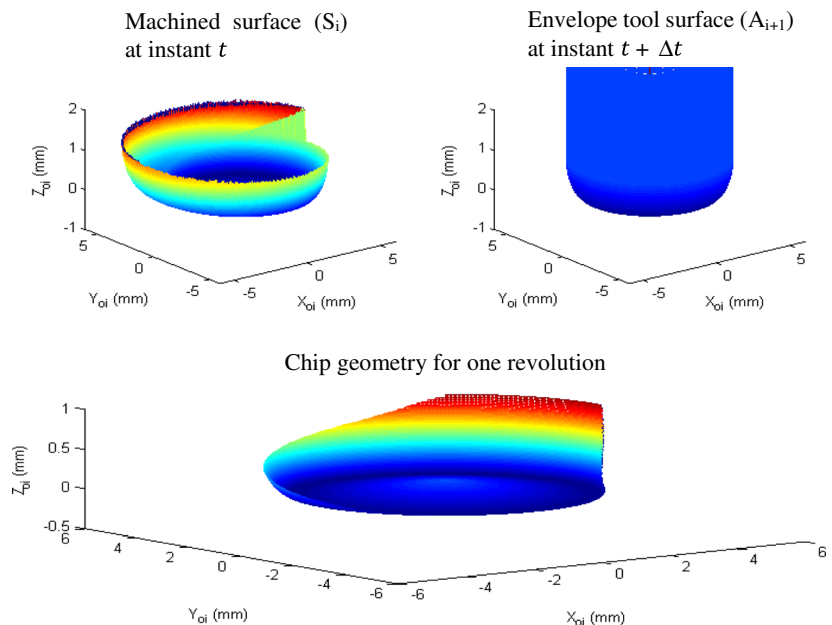 Machined surface (Sᵢ)
at instant t
Envelope tool surface (Aᵢ₊₁)
at instant t + Δt
2
1
0
-1
Z_oi (mm)
5
0
-5
Y_oi (mm)
-5
0
5
X_oi (mm)
2
1
0
-1
Z_oi (mm)
5
0
-5
Y_oi (mm)
-5
0
5
X_oi (mm)
Chip geometry for one revolution
1
0.5
0
-0.5
Z_oi (mm)
6
4
2
0
-2
-4
-6
Y_oi (mm)
-6
-4
-2
0
2
4
6
X_oi (mm)